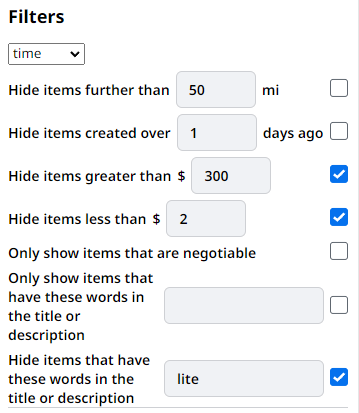 Filters
time
Hide items further than 50 mi
Hide items created over 1 days ago
Hide items greater than $ 300
Hide items less than $ 2
Only show items that are negotiable
Only show items that
have these words in
the title or
description
Hide items that have
these words in the lite
title or description